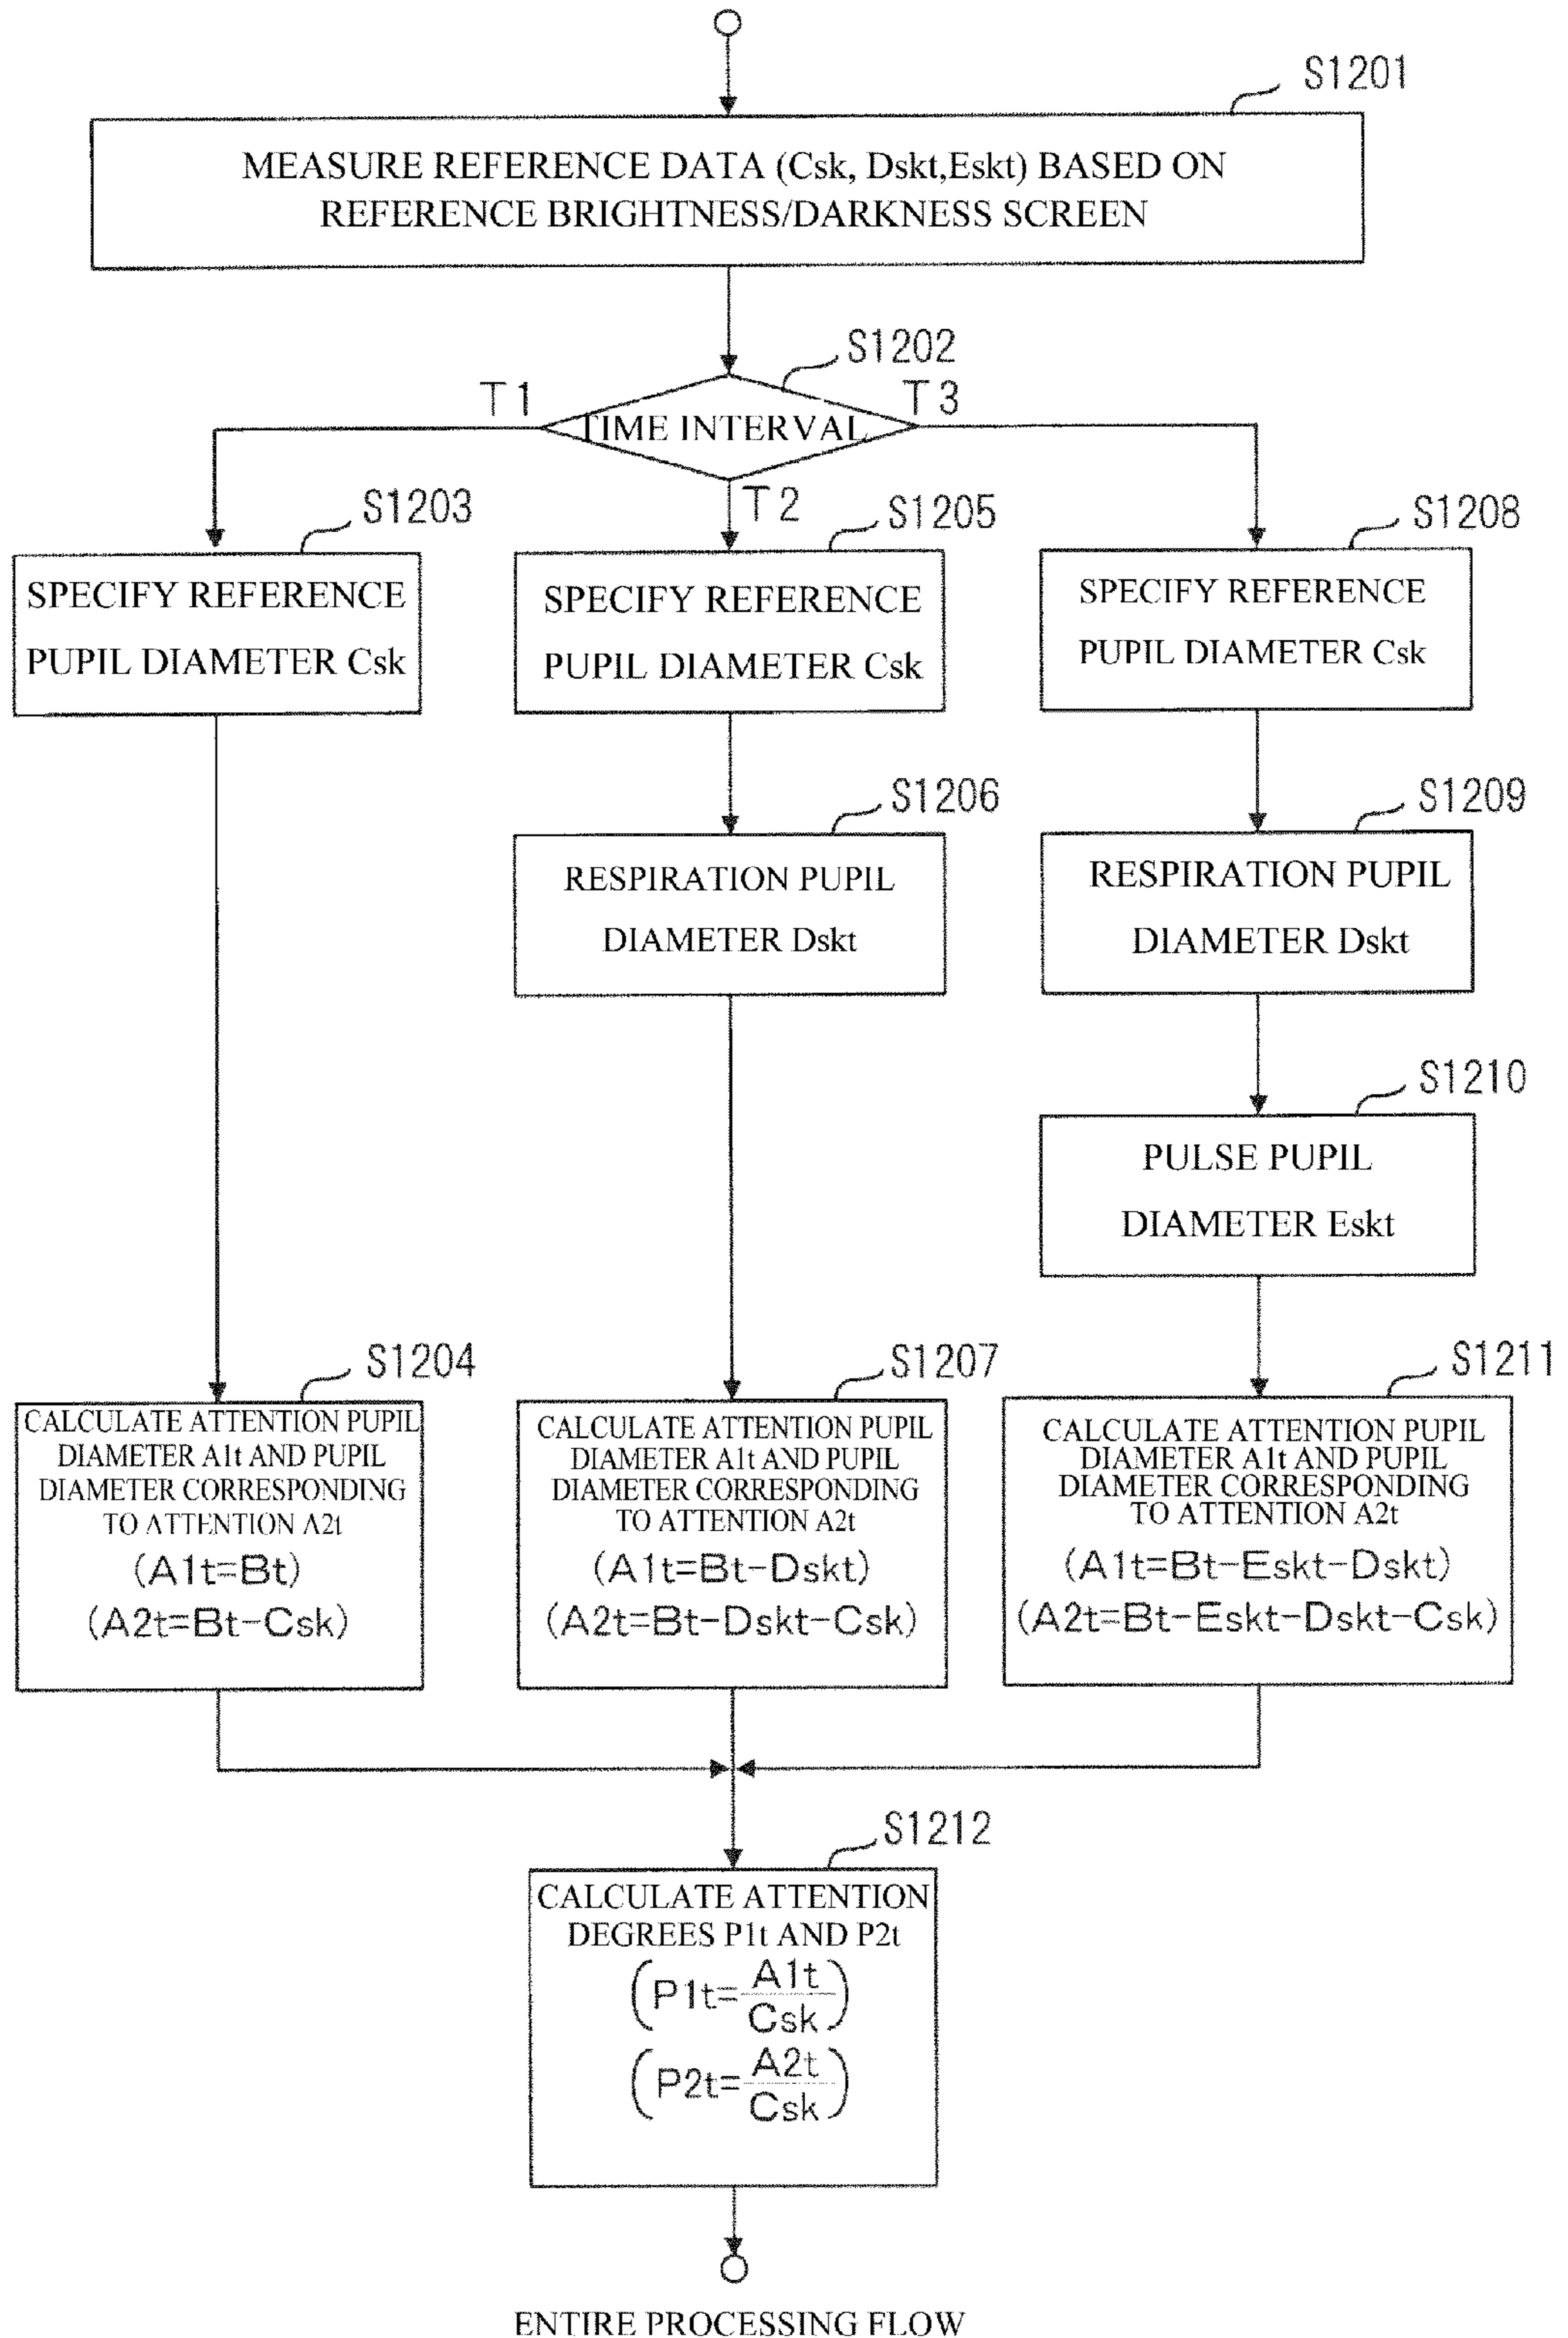 S1201
MEASURE REFERENCE DATA (Csk, Dskt,Eskt) BASED ON
REFERENCE BRIGHTNESS/DARKNESS SCREEN
S1202
T1
T3
TIME INTERVAL
T2
S1203
SPECIFY REFERENCE
PUPIL DIAMETER Csk
S1205
SPECIFY REFERENCE
PUPIL DIAMETER Csk
S1208
SPECIFY REFERENCE
PUPIL DIAMETER Csk
S1206
RESPIRATION PUPIL
DIAMETER Dskt
S1209
RESPIRATION PUPIL
DIAMETER Dskt
S1210
PULSE PUPIL
DIAMETER Eskt
S1204
CALCULATE ATTENTION PUPIL
DIAMETER A1t AND PUPIL
DIAMETER CORRESPONDING
TO ATTENTION A2t
(A1t=Bt)
(A2t=Bt-Csk)
S1207
CALCULATE ATTENTION PUPIL
DIAMETER A1t AND PUPIL
DIAMETER CORRESPONDING
TO ATTENTION A2t
(A1t=Bt-Dskt)
(A2t=Bt-Dskt-Csk)
S1211
CALCULATE ATTENTION PUPIL
DIAMETER A1t AND PUPIL
DIAMETER CORRESPONDING
TO ATTENTION A2t
(A1t=Bt-Eskt-Dskt)
(A2t=Bt-Eskt-Dskt-Csk)
S1212
CALCULATE ATTENTION
DEGREES P1t AND P2t
(P1t=A1t/Csk)
(P2t=A2t/Csk)
ENTIRE PROCESSING FLOW